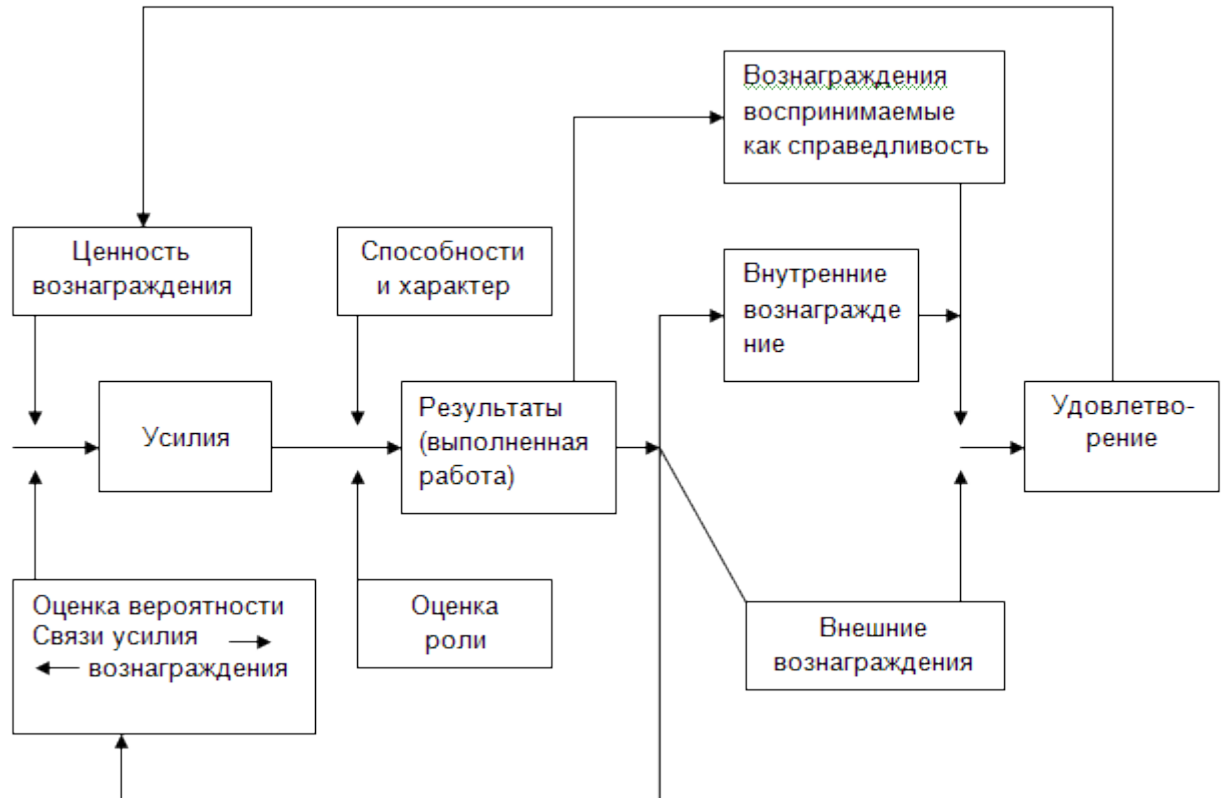 Вознаграждения
воспринимаемые
как справедливость
Ценность
вознаграждения
Способности
и характер
Внутренние
вознагражде
ние
Усилия
Результаты
(выполненная
работа)
Удовлетво-
рение
Оценка вероятности
Связи усилия
вознаграждения
Оценка
роли
Внешние
вознаграждения